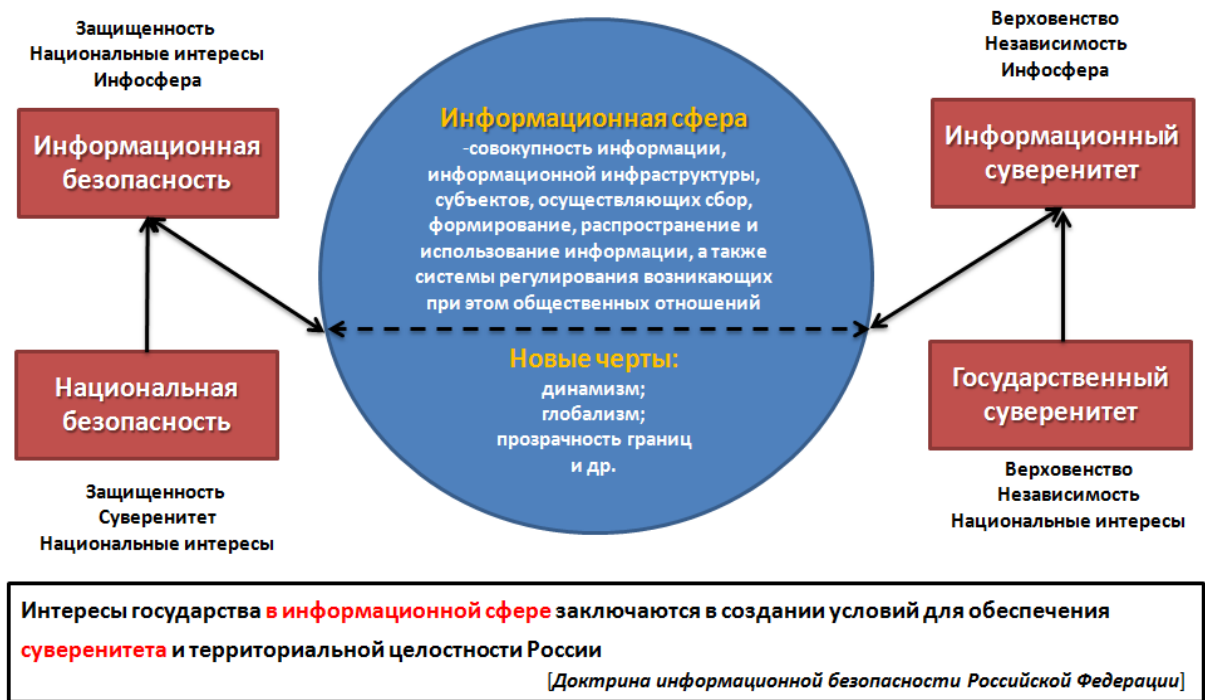 Защищенность
Национальные интересы
Инфосфера
Информационная
безопасность
Национальная
безопасность
Защищенность
Суверенитет
Национальные интересы
Информационная сфера
-совокупность информации,
информационной инфраструктуры,
субъектов, осуществляющих сбор,
формирование, распространение и
использование информации, а также
системы регулирования возникающих
при этом общественных отношений
Новые черты:
динамизм;
глобализм;
прозрачность границ
и др.
Верховенство
Независимость
Инфосфера
Информационный
суверенитет
Государственный
суверенитет
Верховенство
Независимость
Национальные интересы
Интересы государства в информационной сфере заключаются в создании условий для обеспечения
суверенитета и территориальной целостности России
[Доктрина информационной безопасности Российской Федерации]